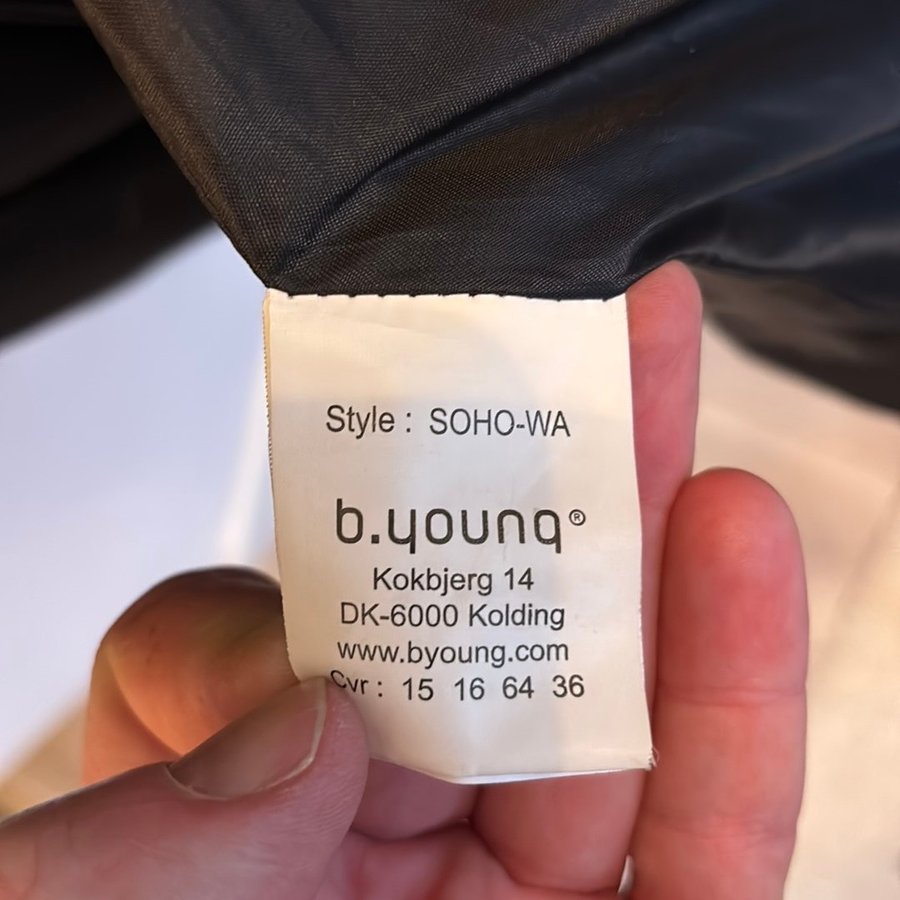 Style : SOHO-WA
b.young®
Kokbjerg 14
DK-6000 Kolding
www.byoung.com
Cvr : 15 16 64 36